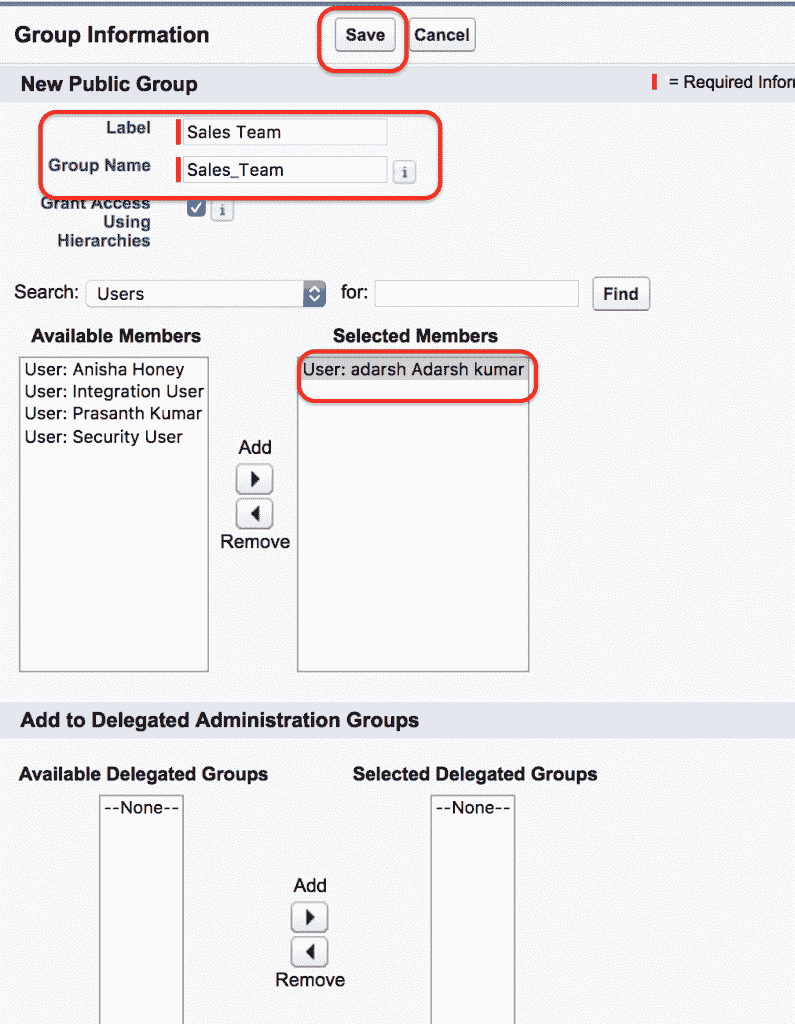 Group Information Save Cancel
New Public Group = Required Infor
Label Sales Team
Group Name Sales_Team i
Grant Access i
Using
Hierarchies
Search: Users for: Find
Available Members Selected Members
User: Anisha Honey User: adarsh Adarsh kumar
User: Integration User
User: Prasanth Kumar
User: Security User
Add
Remove
Add to Delegated Administration Groups
Available Delegated Groups Selected Delegated Groups
--None-- --None--
Add
Remove